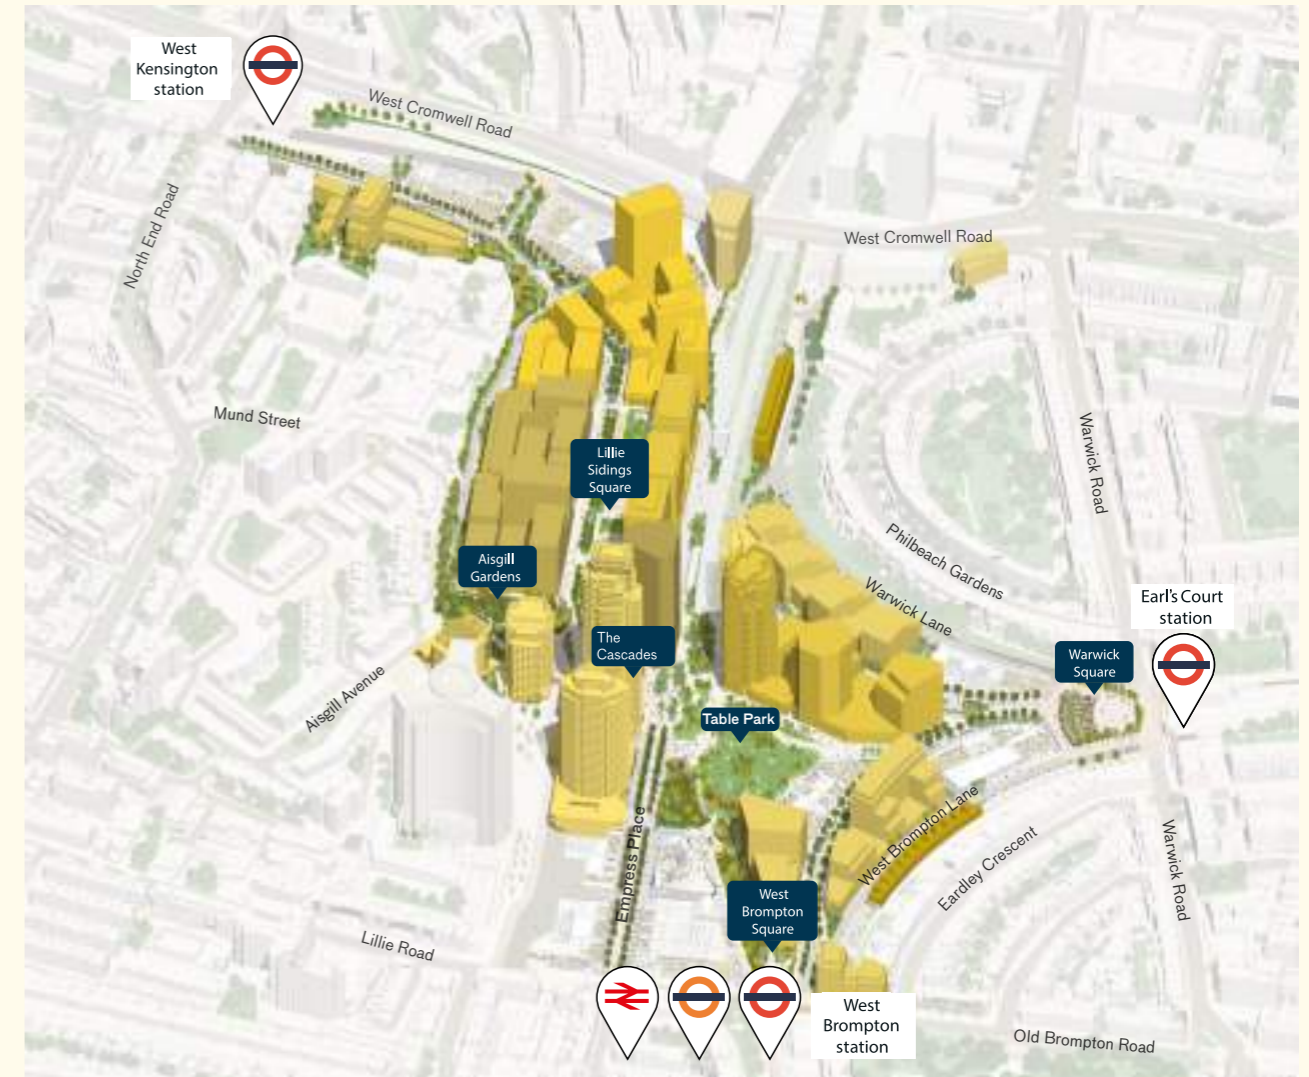 West
Kensington
station
West Cromwell Road
North End Road
West Cromwell Road
Mund Street
Warwick Road
Lillie
Sidings
Square
Philbeach Gardens
Aisgill
Gardens
Warwick Lane
Earl's Court
station
The
Cascades
Warwick
Square
Aisgill Avenue
Table Park
Empress Place
West Brompton Lane
Eardley Crescent
Warwick Road
West
Brompton
Square
Lillie Road
West
Brompton
station
Old Brompton Road